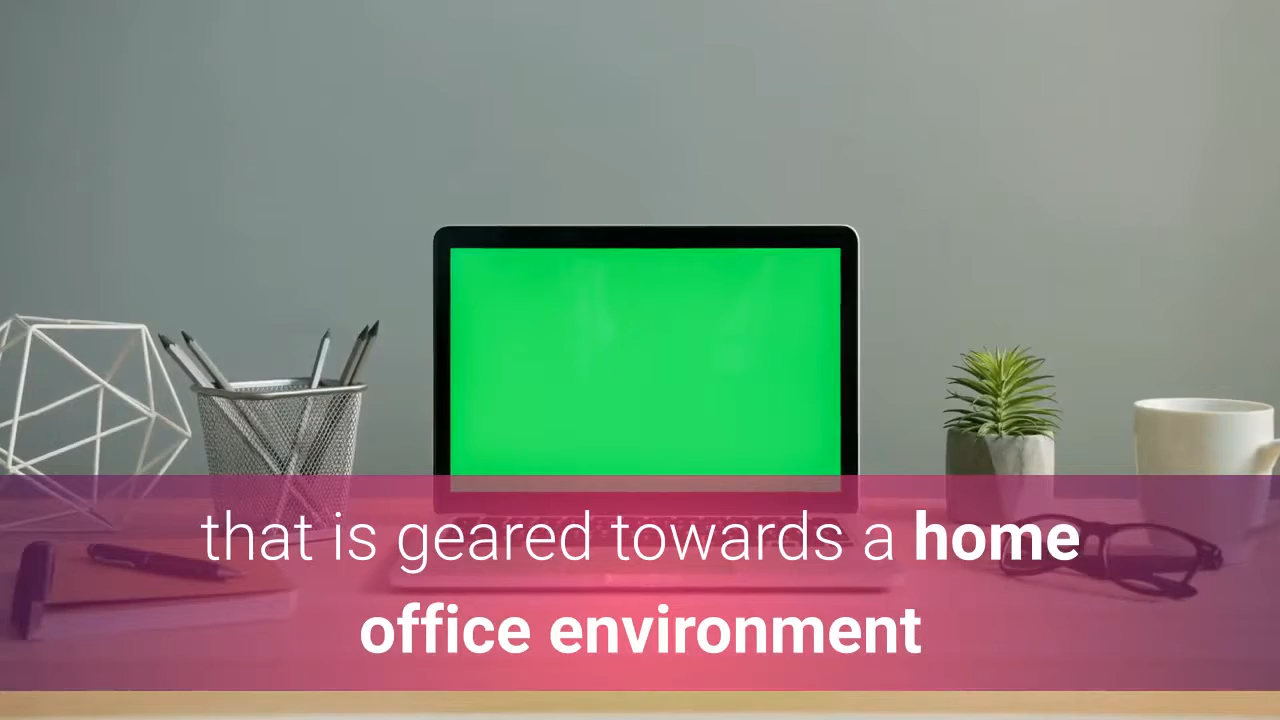 that is geared towards a home
office environment